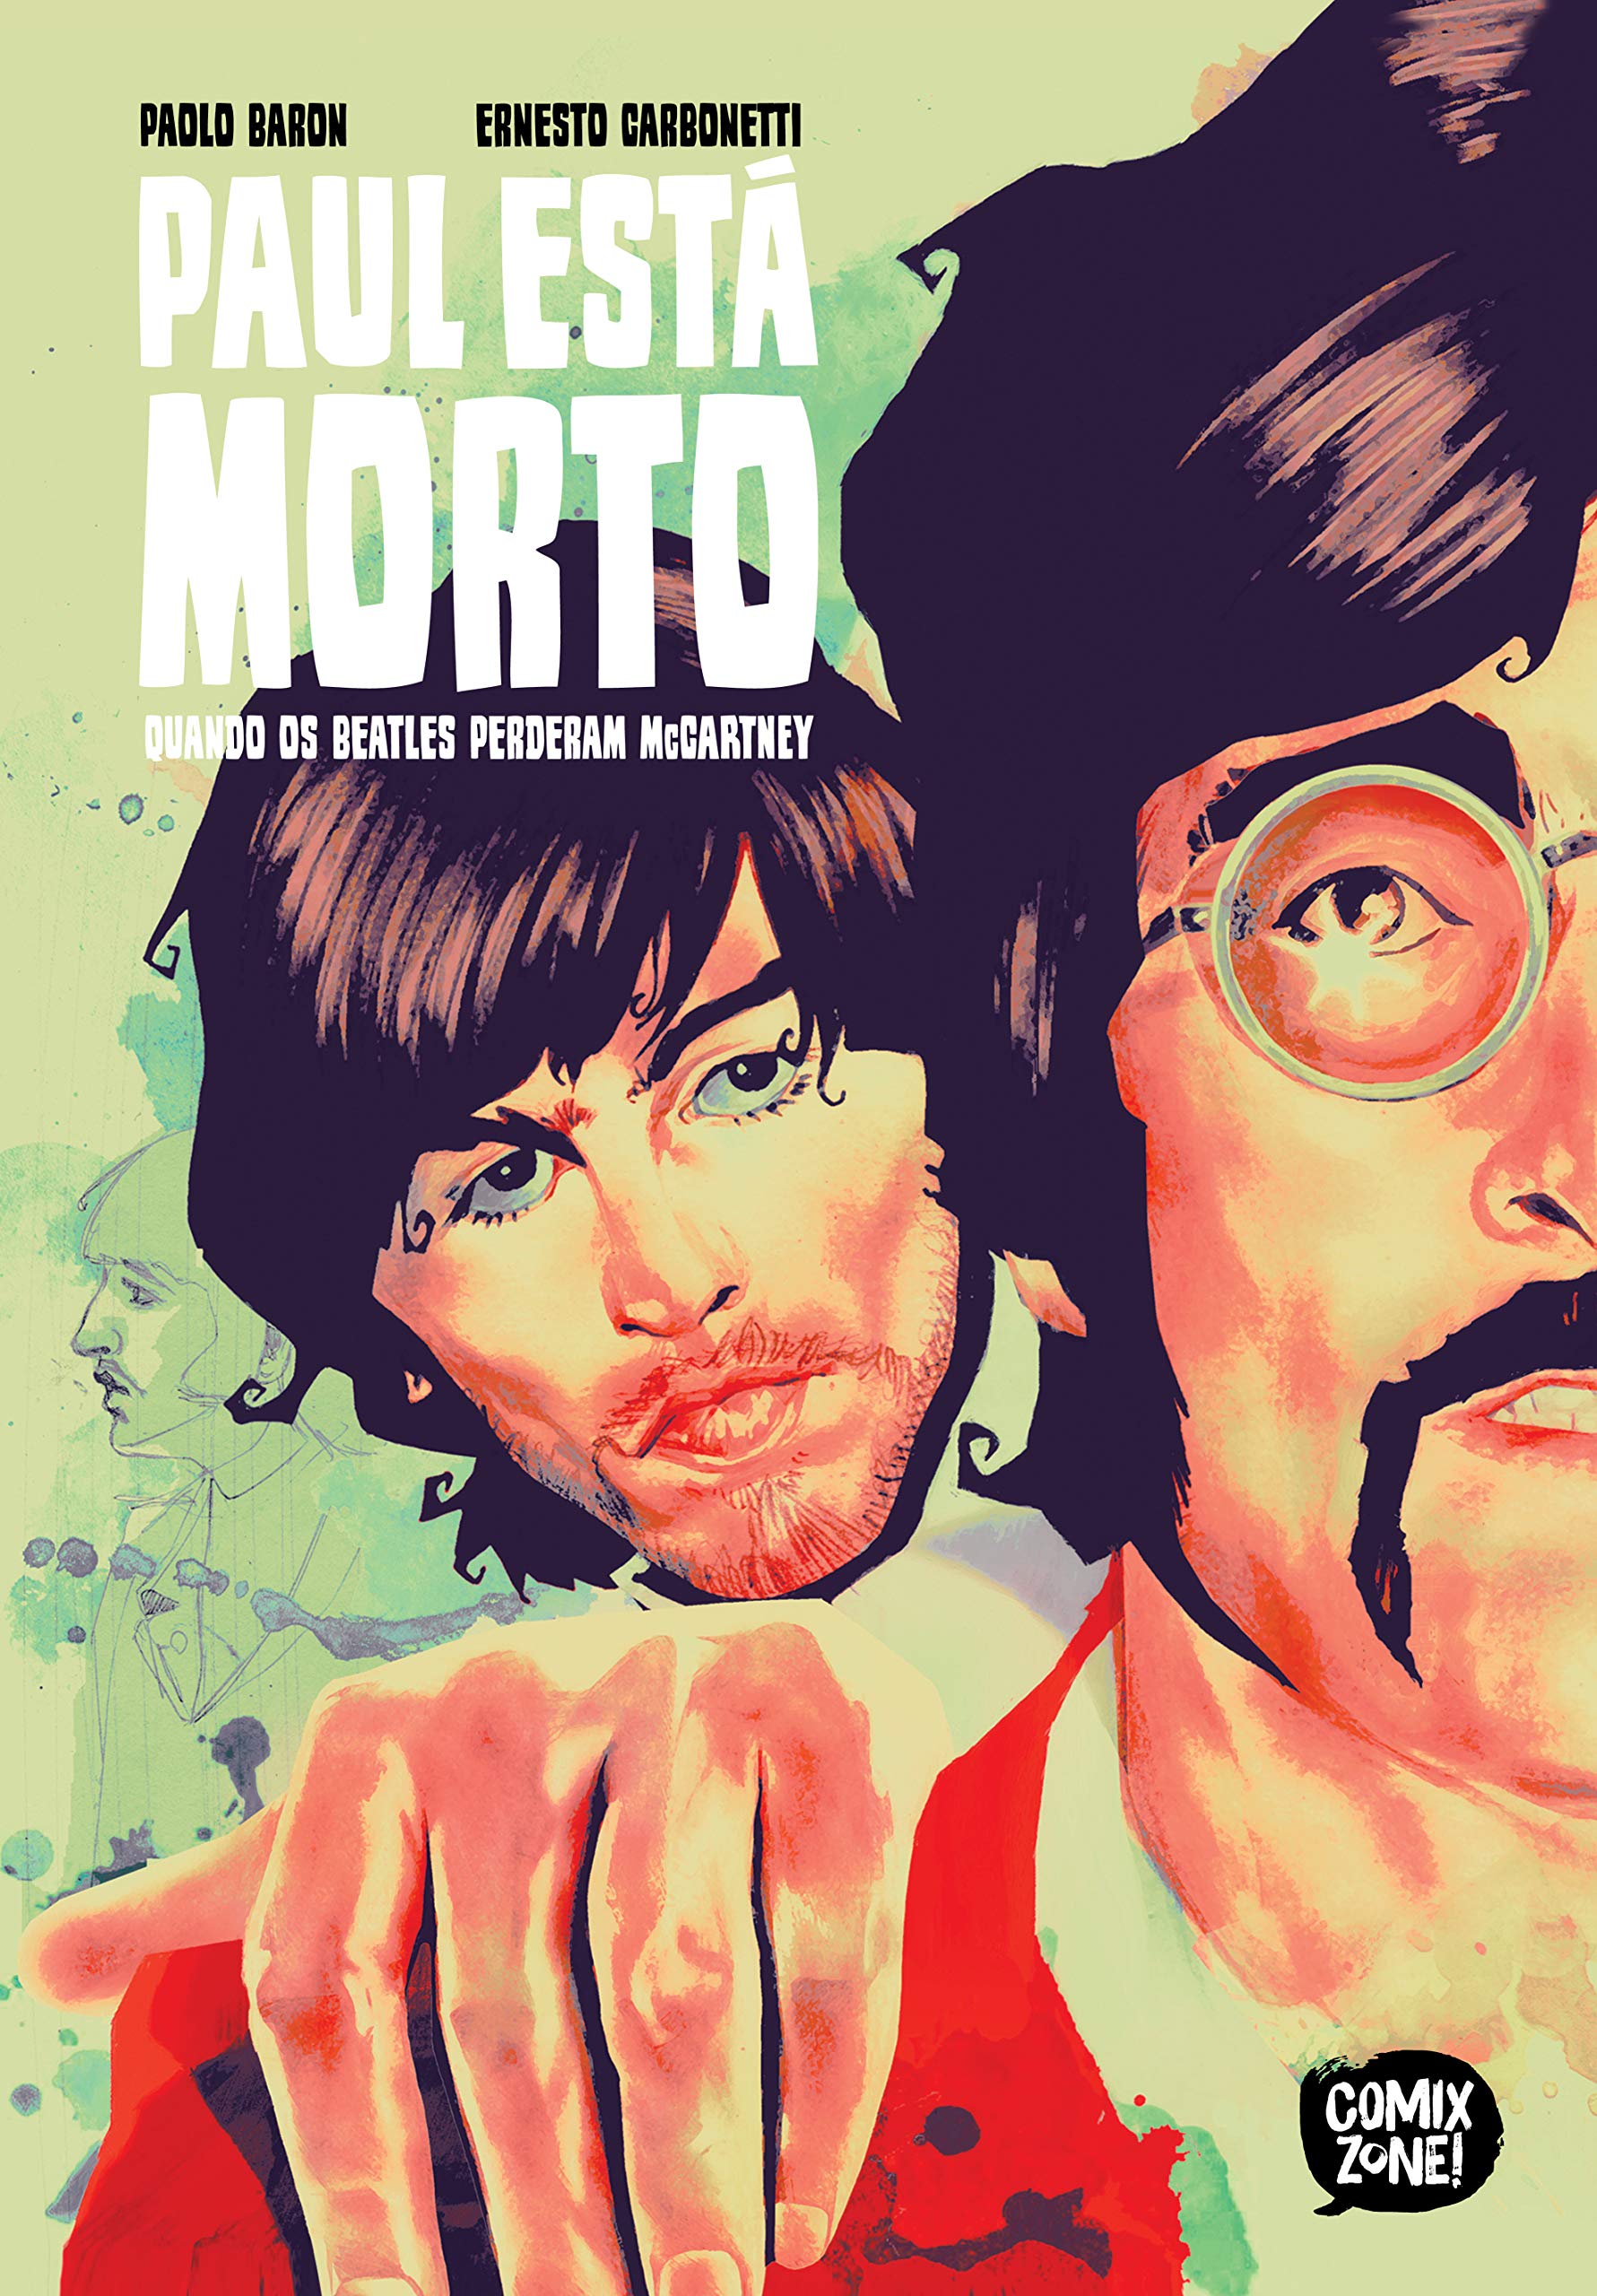 PAOLO BARON ERNESTO CARBONETTI
PAUL ESTÁ
MORTO
QUANDO OS BEATLES PERDERAM McCARTNEY
COMIX
ZONE!